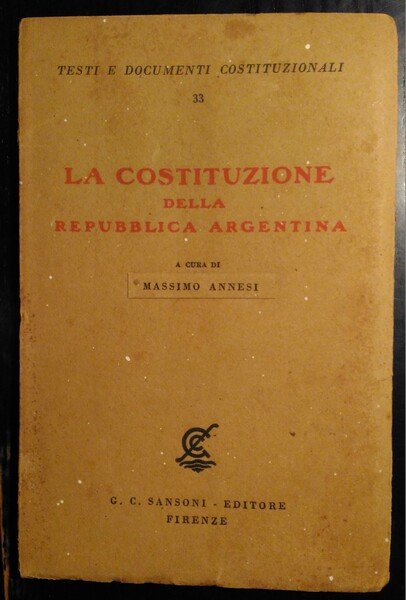 TESTI E DOCUMENTI COSTITUZIONALI
33
LA COSTITUZIONE
DELLA
REPUBBLICA ARGENTINA
A CURA DI
MASSIMO ANNESI
G. C. SANSONI - EDITORE
FIRENZE